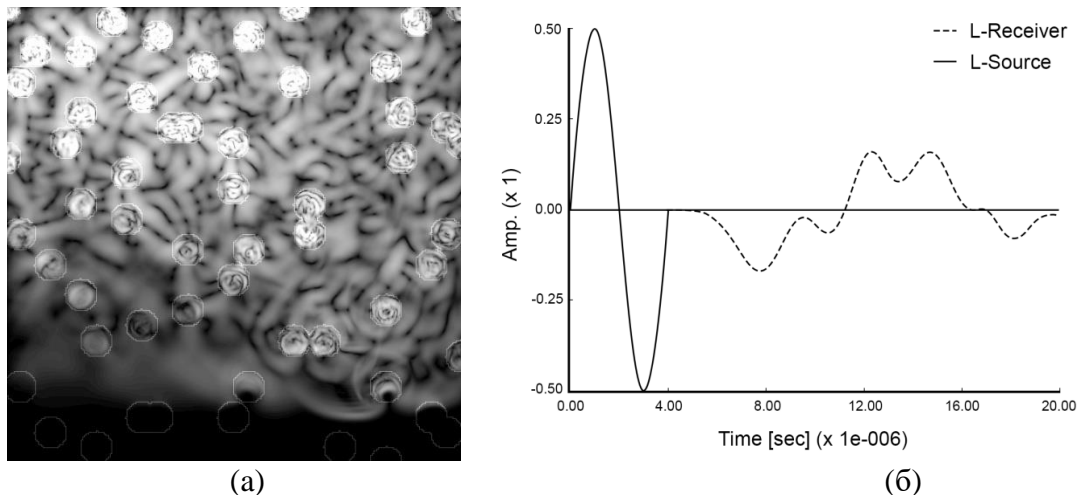 0.50
0.25
0.00
-0.25
-0.50
Amp. (x 1)
L-Receiver
L-Source
0.00 4.00 8.00 12.00 16.00 20.00
Time [sec] (x 1e-006)
(а) (б)